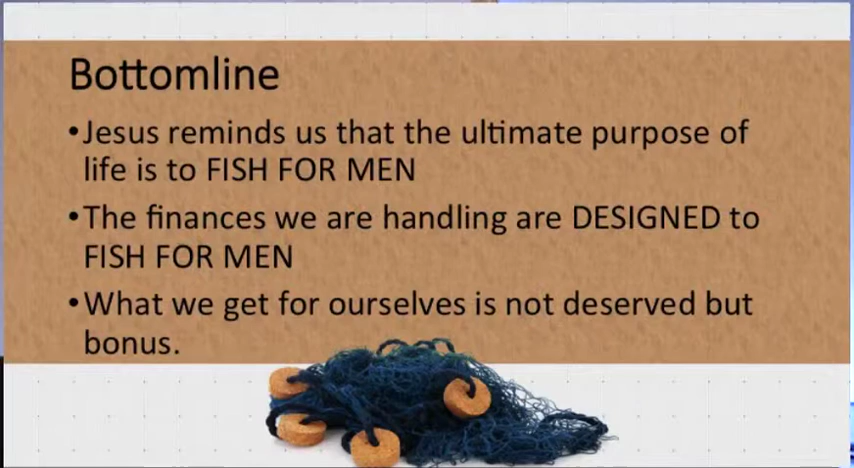 Bottomline
•Jesus reminds us that the ultimate purpose of
life is to FISH FOR MEN
•The finances we are handling are DESIGNED to
FISH FOR MEN
•What we get for ourselves is not deserved but
bonus.